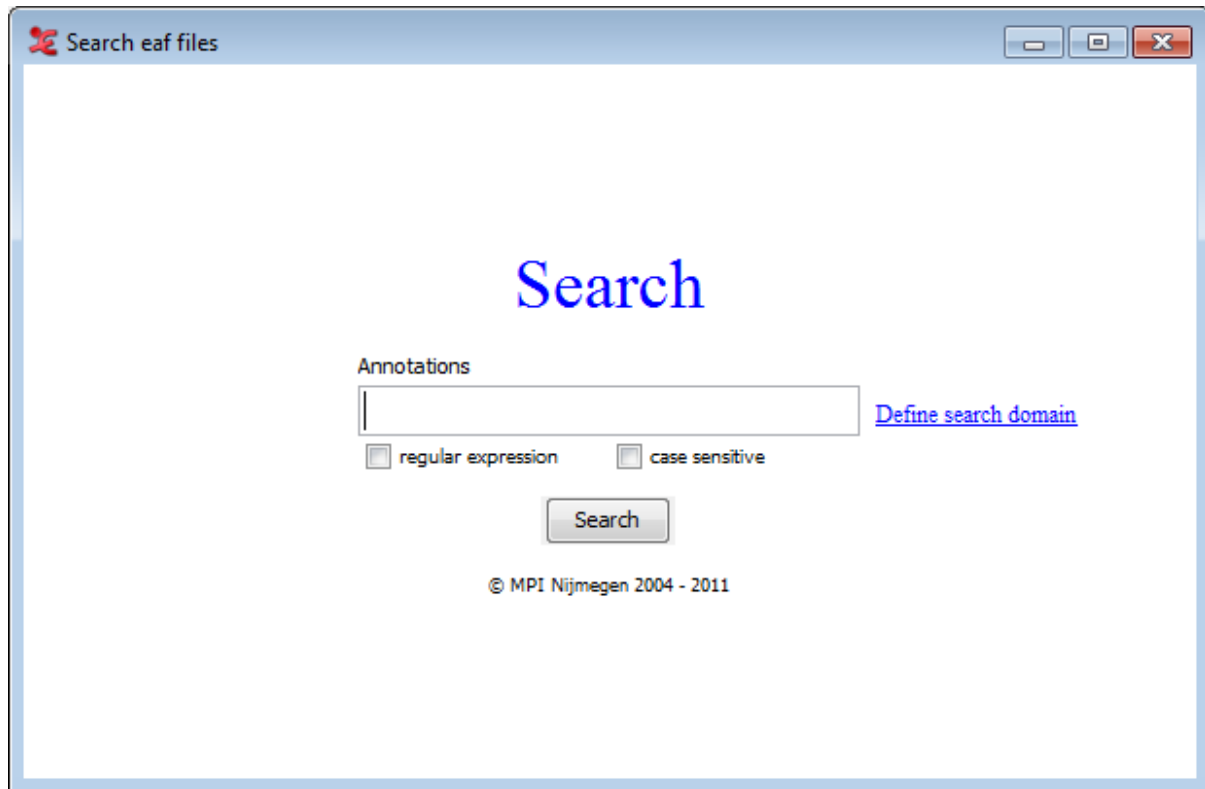 Search eaf files
Search
Annotations
Define search domain
regular expression case sensitive
Search
© MPI Nijmegen 2004 - 2011